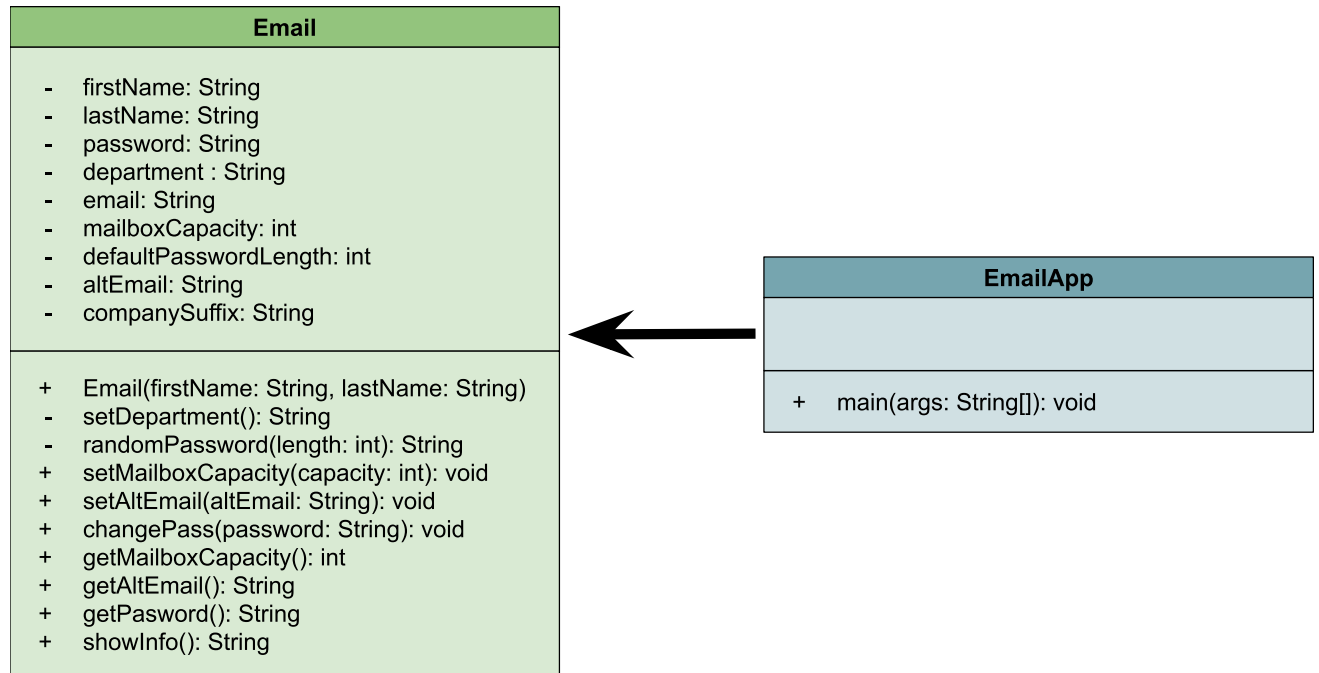 Email
- firstName: String
- lastName: String
- password: String
- department : String
- email: String
- mailboxCapacity: int
- defaultPasswordLength: int
- altEmail: String
- companySuffix: String
+ Email(firstName: String, lastName: String)
- setDepartment(): String
- randomPassword(length: int): String
+ setMailboxCapacity(capacity: int): void
+ setAltEmail(altEmail: String): void
+ changePass(password: String): void
+ getMailboxCapacity(): int
+ getAltEmail(): String
+ getPasword(): String
+ showInfo(): String
EmailApp
+ main(args: String[]): void